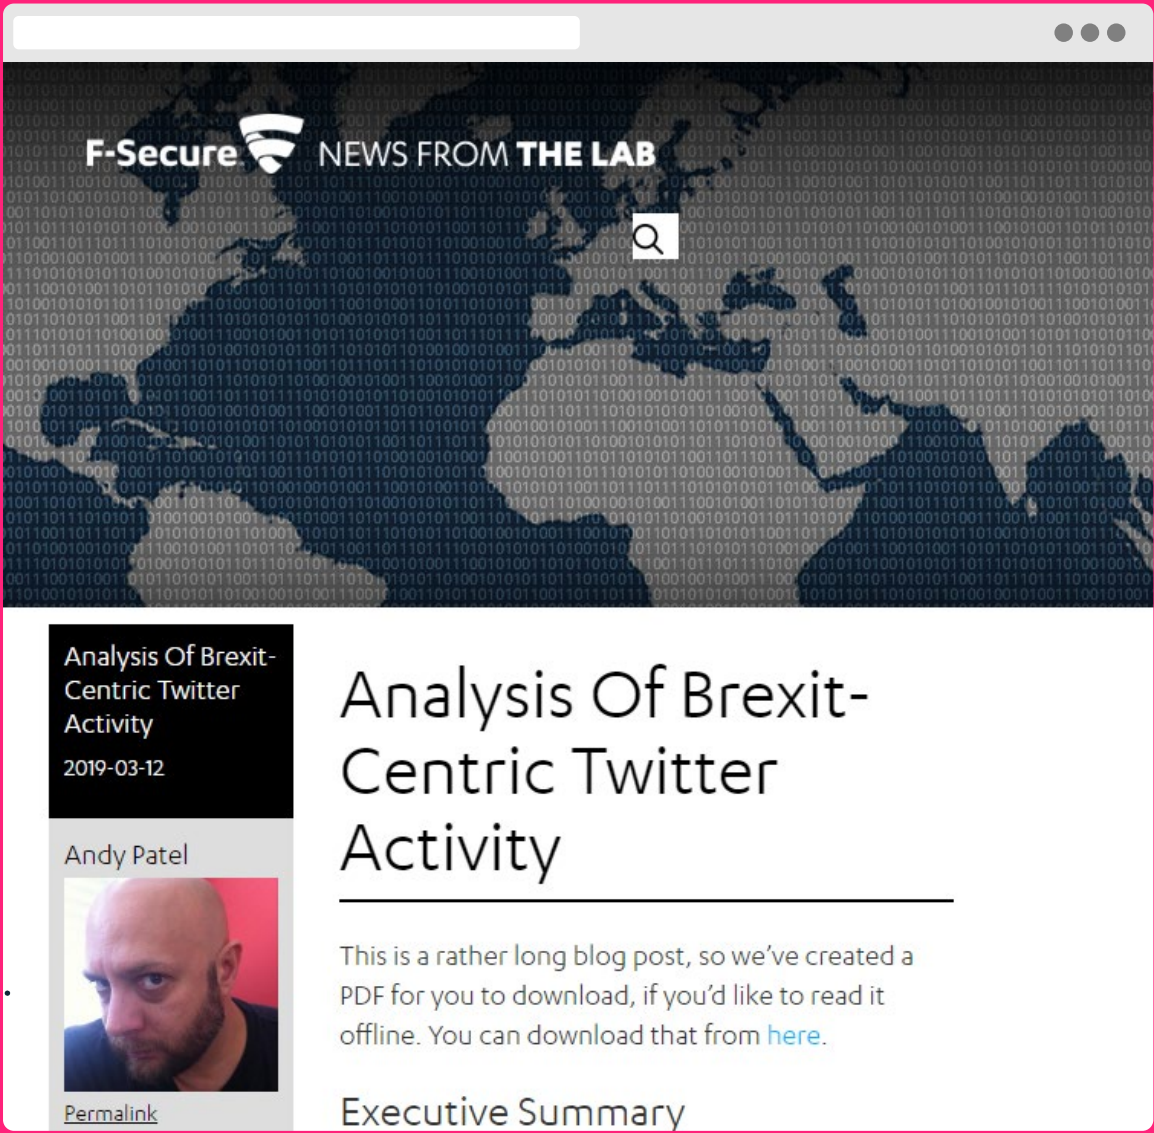 F-Secure NEWS FROM THE LAB
Analysis Of Brexit-
Centric Twitter
Activity
2019-03-12
Andy Patel
Permalink
Analysis Of Brexit-
Centric Twitter
Activity
This is a rather long blog post, so we’ve created a
PDF for you to download, if you’d like to read it
offline. You can download that from here.
Executive Summary